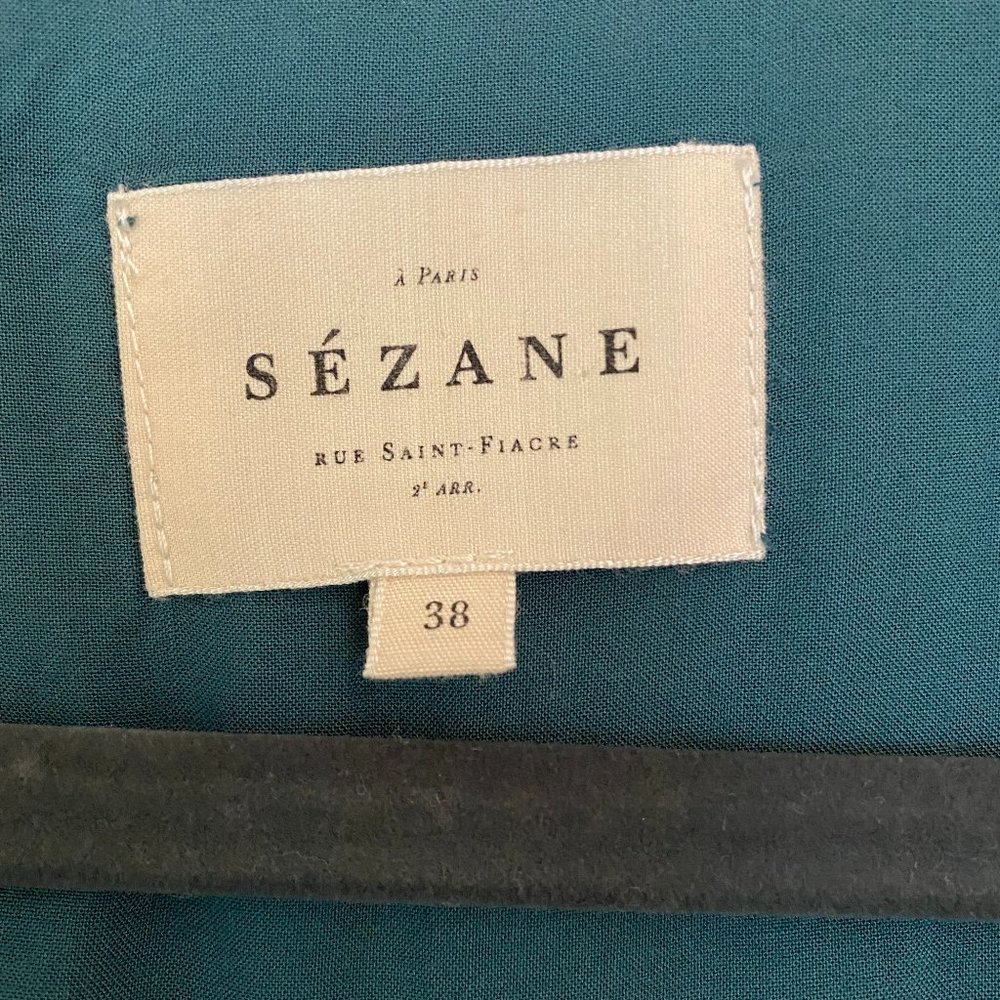 À PARIS
SÉZANE
RUE SAINT-FIACRE
2E ARR.
38